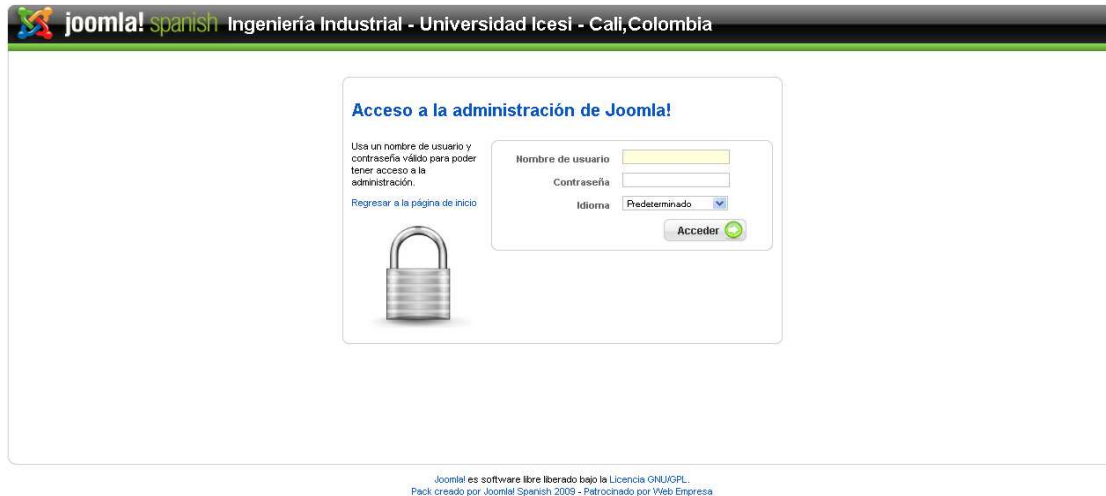 joomla! spanish Ingeniería Industrial - Universidad Icesi - Cali,Colombia
Acceso a la administración de Joomla!
Usa un nombre de usuario y
contraseña válido para poder
tener acceso a la
administración.
Regresar a la página de inicio
Nombre de usuario
Contraseña
Idioma Predeterminado
Acceder
Joomla! es software libre liberado bajo la Licencia GNU/GPL.
Pack creado por Joomla! Spanish 2009 - Patrocinado por Web Empresa